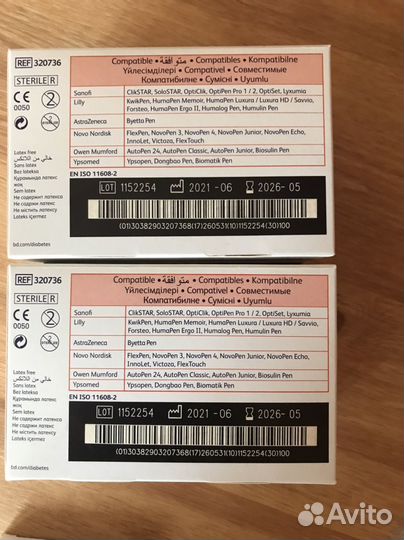 REF 320736
STERILE R
CE
0050
2
Latex free
خالي من اللاتكس
Sans latex
Bez lateksa
Құрамында латекс
жоқ
Sem latex
Не содержит латекса
Не містить латексу
Lateks içermez
bd.com/diabetes
Compatible • متوافقة • Compatibles • Kompatibilne
Үйлесімділері • Compatível • Совместимые
Компатибилне • Сумісні • Uyumlu
Sanofi ClikSTAR, SoloSTAR, OptiClik, OptiPen Pro 1 / 2, OptiSet, Lyxumia
Lilly KwikPen, HumaPen Memoir, HumaPen Luxura / Luxura HD / Savvio,
Forsteo, HumaPen Ergo II, Humalog Pen, Humulin Pen
AstraZeneca Byetta Pen
Novo Nordisk FlexPen, NovoPen 3, NovoPen 4, NovoPen Junior, NovoPen Echo,
InnoLet, Victoza, FlexTouch
Owen Mumford AutoPen 24, AutoPen Classic, AutoPen Junior, Biosulin Pen
Ypsomed Ypsopen, Dongbao Pen, Biomatik Pen
EN ISO 11608-2
LOT 1152254 2021-06 2026-05
(01)30382903207368(17)260531(10)1152254(30)100
REF 320736
STERILE R
CE
0050
2
Latex free
خالي من اللاتكس
Sans latex
Bez lateksa
Құрамында латекс
жоқ
Sem latex
Не содержит латекса
Не містить латексу
Lateks içermez
bd.com/diabetes
Compatible • متوافقة • Compatibles • Kompatibilne
Үйлесімділері • Compatível • Совместимые
Компатибилне • Сумісні • Uyumlu
Sanofi ClikSTAR, SoloSTAR, OptiClik, OptiPen Pro 1 / 2, OptiSet, Lyxumia
Lilly KwikPen, HumaPen Memoir, HumaPen Luxura / Luxura HD / Savvio,
Forsteo, HumaPen Ergo II, Humalog Pen, Humulin Pen
AstraZeneca Byetta Pen
Novo Nordisk FlexPen, NovoPen 3, NovoPen 4, NovoPen Junior, NovoPen Echo,
InnoLet, Victoza, FlexTouch
Owen Mumford AutoPen 24, AutoPen Classic, AutoPen Junior, Biosulin Pen
Ypsomed Ypsopen, Dongbao Pen, Biomatik Pen
EN ISO 11608-2
LOT 1152254 2021-06 2026-05
(01)30382903207368(17)260531(10)1152254(30)100
Avito